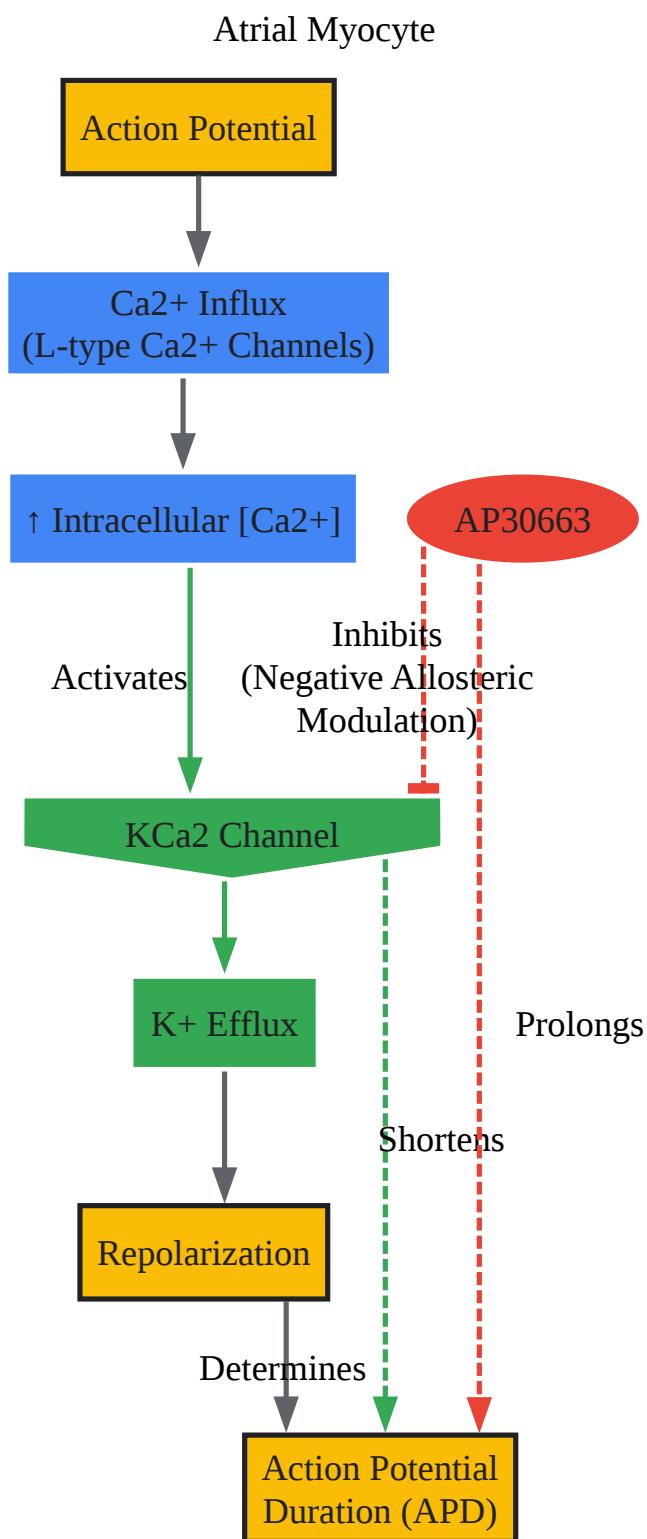 Atrial Myocyte
Action Potential
Ca2+ Influx
(L-type Ca2+ Channels)
↑ Intracellular [Ca2+]
AP30663
Activates
Inhibits
(Negative Allosteric
Modulation)
KCa2 Channel
K+ Efflux
Prolongs
Shortens
Repolarization
Determines
Action Potential
Duration (APD)